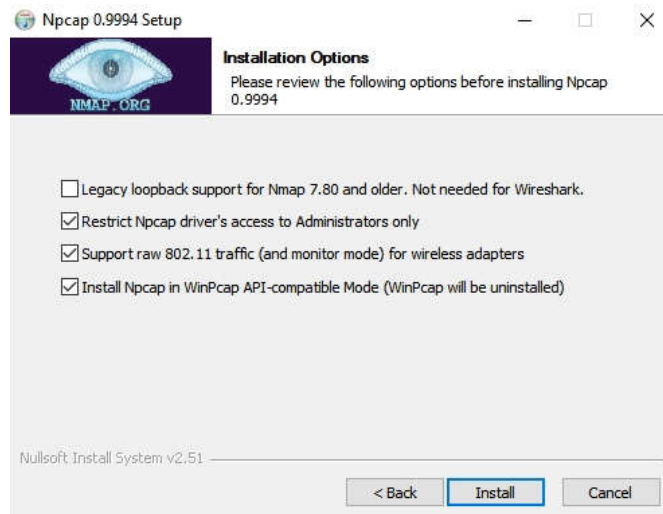 Npcap 0.9994 Setup
NMAP.ORG
Installation Options
Please review the following options before installing Npcap
0.9994
Legacy loopback support for Nmap 7.80 and older. Not needed for Wireshark.
Restrict Npcap driver's access to Administrators only
Support raw 802.11 traffic (and monitor mode) for wireless adapters
Install Npcap in WinPcap API-compatible Mode (WinPcap will be uninstalled)
Nullsoft Install System v2.51
< Back
Install
Cancel